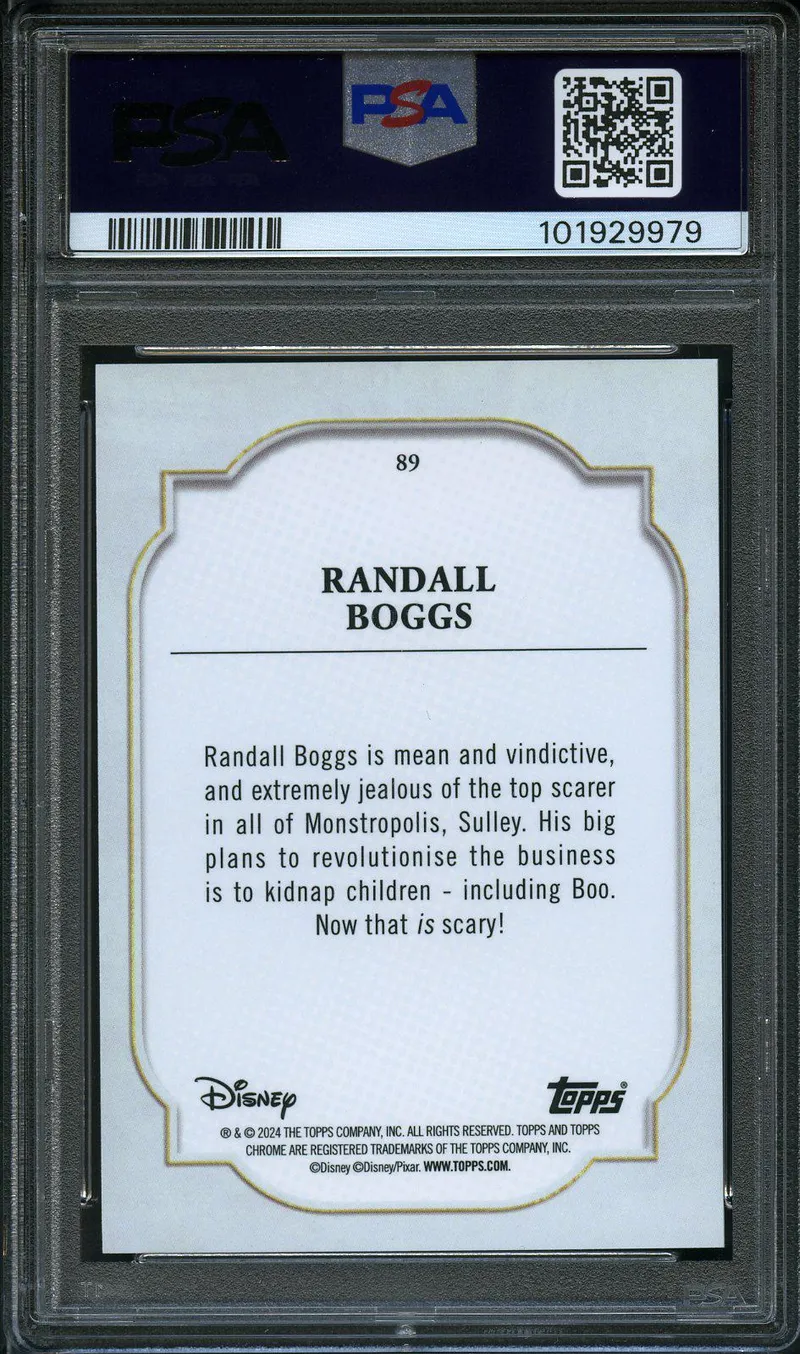 PSA
PSA
101929979
89
RANDALL
BOGGS
Randall Boggs is mean and vindictive,
and extremely jealous of the top scarer
in all of Monstropolis, Sulley. His big
plans to revolutionise the business
is to kidnap children - including Boo.
Now that is scary!
Disney
Topps®
® & © 2024 THE TOPPS COMPANY, INC. ALL RIGHTS RESERVED. TOPPS AND TOPPS
CHROME ARE REGISTERED TRADEMARKS OF THE TOPPS COMPANY, INC.
©Disney ©Disney/Pixar. WWW.TOPPS.COM.
PSA